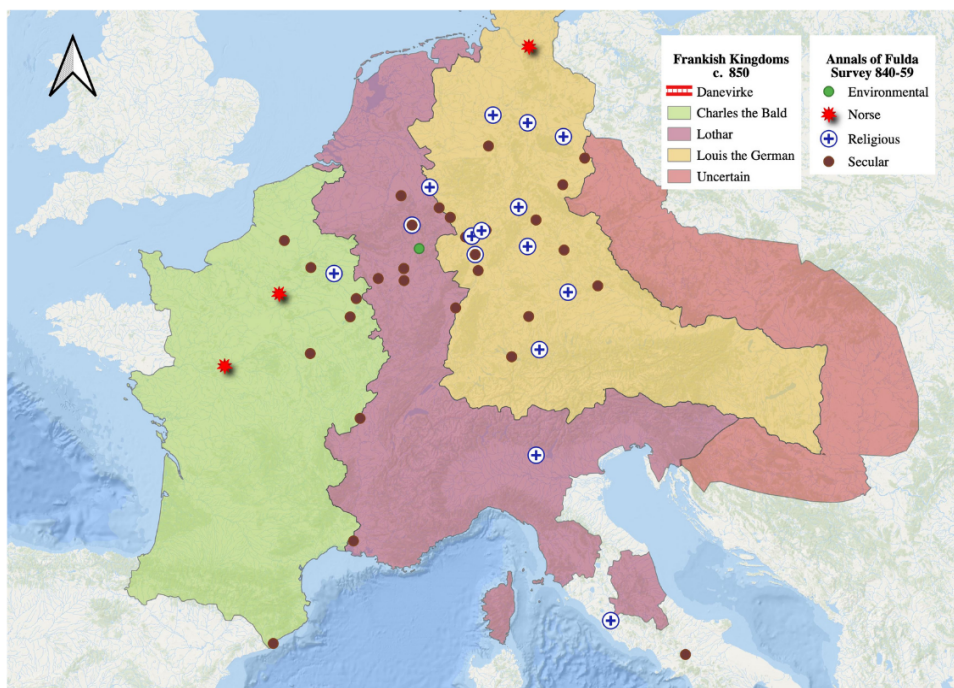 Frankish Kingdoms
c. 850
Danevirke
Charles the Bald
Lothar
Louis the German
Uncertain
Annals of Fulda
Survey 840-59
Environmental
Norse
Religious
Secular